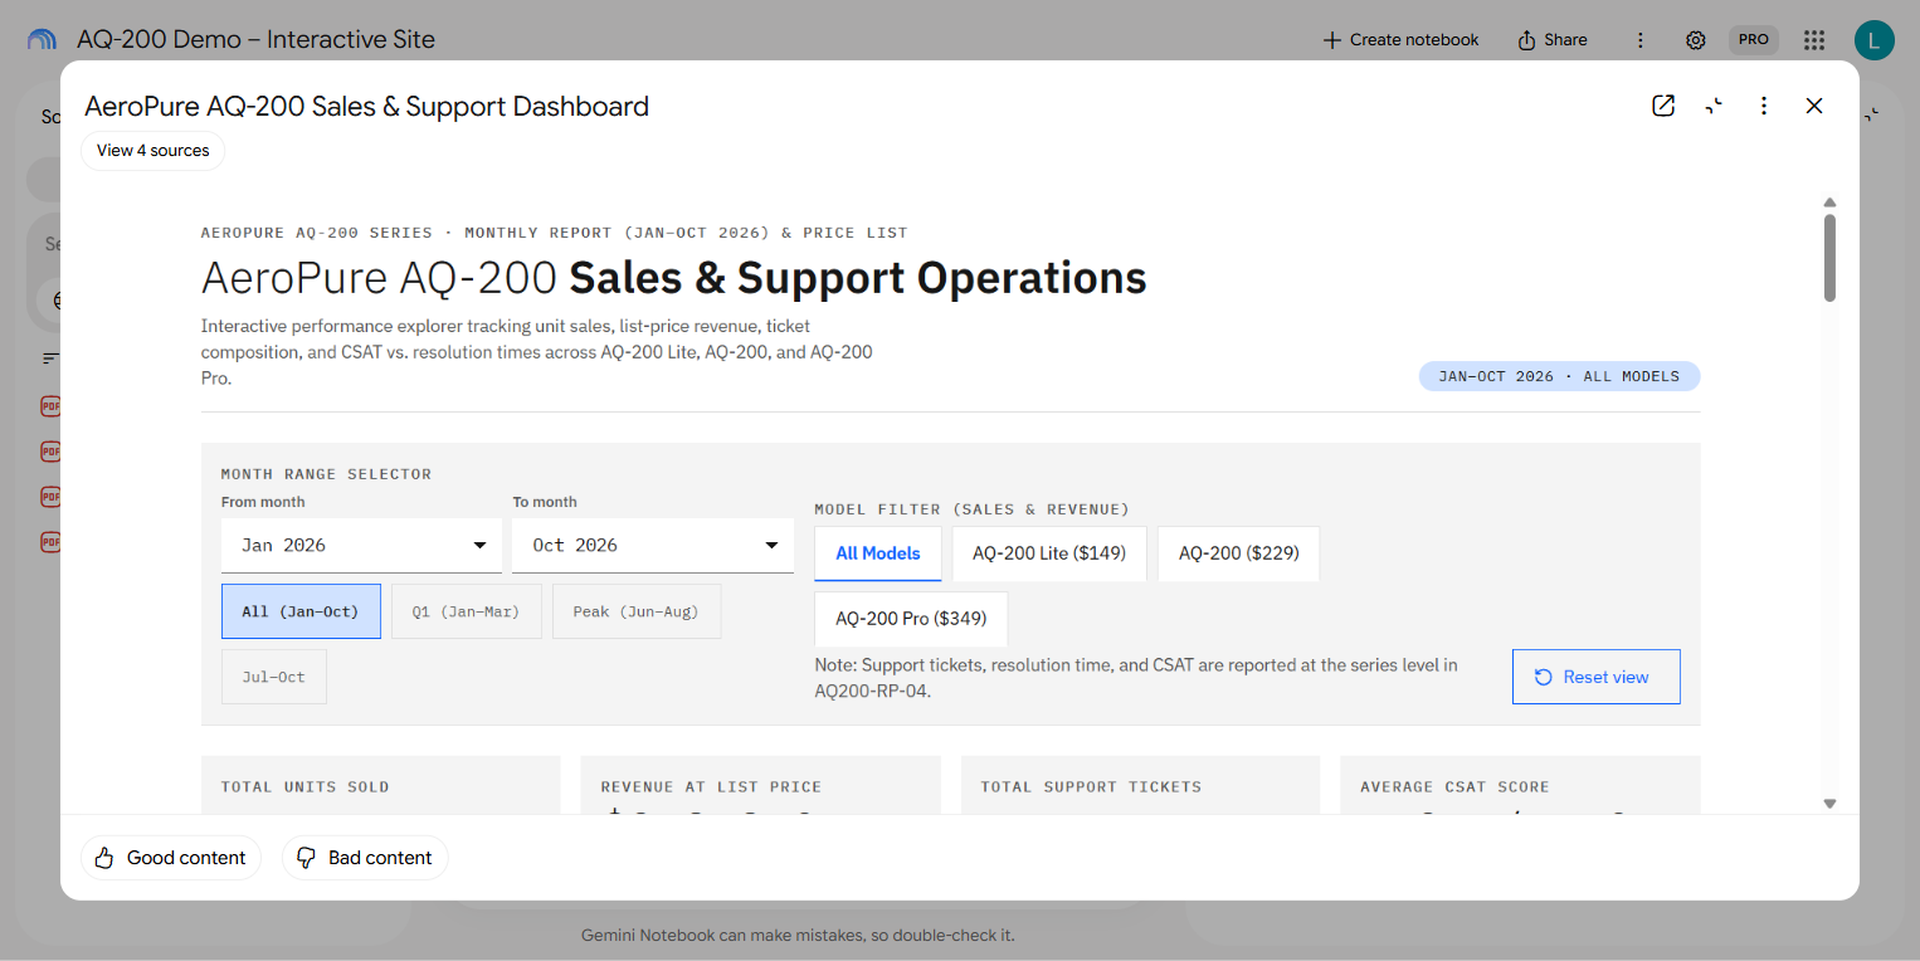 AQ-200 Demo – Interactive Site
Create notebook
Share
PRO
L
AeroPure AQ-200 Sales & Support Dashboard
View 4 sources
AEROPURE AQ-200 SERIES · MONTHLY REPORT (JAN–OCT 2026) & PRICE LIST
AeroPure AQ-200 Sales & Support Operations
Interactive performance explorer tracking unit sales, list-price revenue, ticket
composition, and CSAT vs. resolution times across AQ-200 Lite, AQ-200, and AQ-200
Pro.
JAN–OCT 2026 · ALL MODELS
MONTH RANGE SELECTOR
From month
To month
Jan 2026
Oct 2026
All (Jan–Oct)
Q1 (Jan–Mar)
Peak (Jun–Aug)
Jul–Oct
MODEL FILTER (SALES & REVENUE)
All Models
AQ-200 Lite ($149)
AQ-200 ($229)
AQ-200 Pro ($349)
Note: Support tickets, resolution time, and CSAT are reported at the series level in
AQ200-RP-04.
Reset view
TOTAL UNITS SOLD
REVENUE AT LIST PRICE
TOTAL SUPPORT TICKETS
AVERAGE CSAT SCORE
Good content
Bad content
PDF
PDF
PDF
PDF
Gemini Notebook can make mistakes, so double-check it.